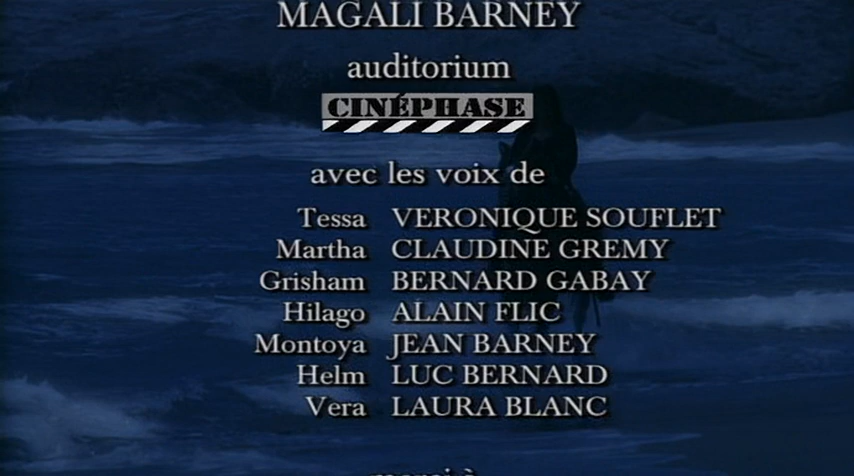 MAGALI BARNEY
auditorium
CINÉPHASE
avec les voix de
Tessa VERONIQUE SOUFLET
Martha CLAUDINE GREMY
Grisham BERNARD GABAY
Hilago ALAIN FLIC
Montoya JEAN BARNEY
Helm LUC BERNARD
Vera LAURA BLANC
merci à